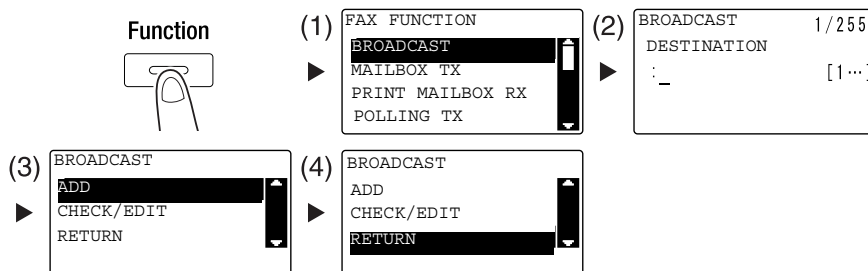 Function
(1)
FAX FUNCTION
BROADCAST
MAILBOX TX
PRINT MAILBOX RX
POLLING TX
(2)
BROADCAST 1/255
DESTINATION
:_ [1…]
(3)
BROADCAST
ADD
CHECK/EDIT
RETURN
(4)
BROADCAST
ADD
CHECK/EDIT
RETURN